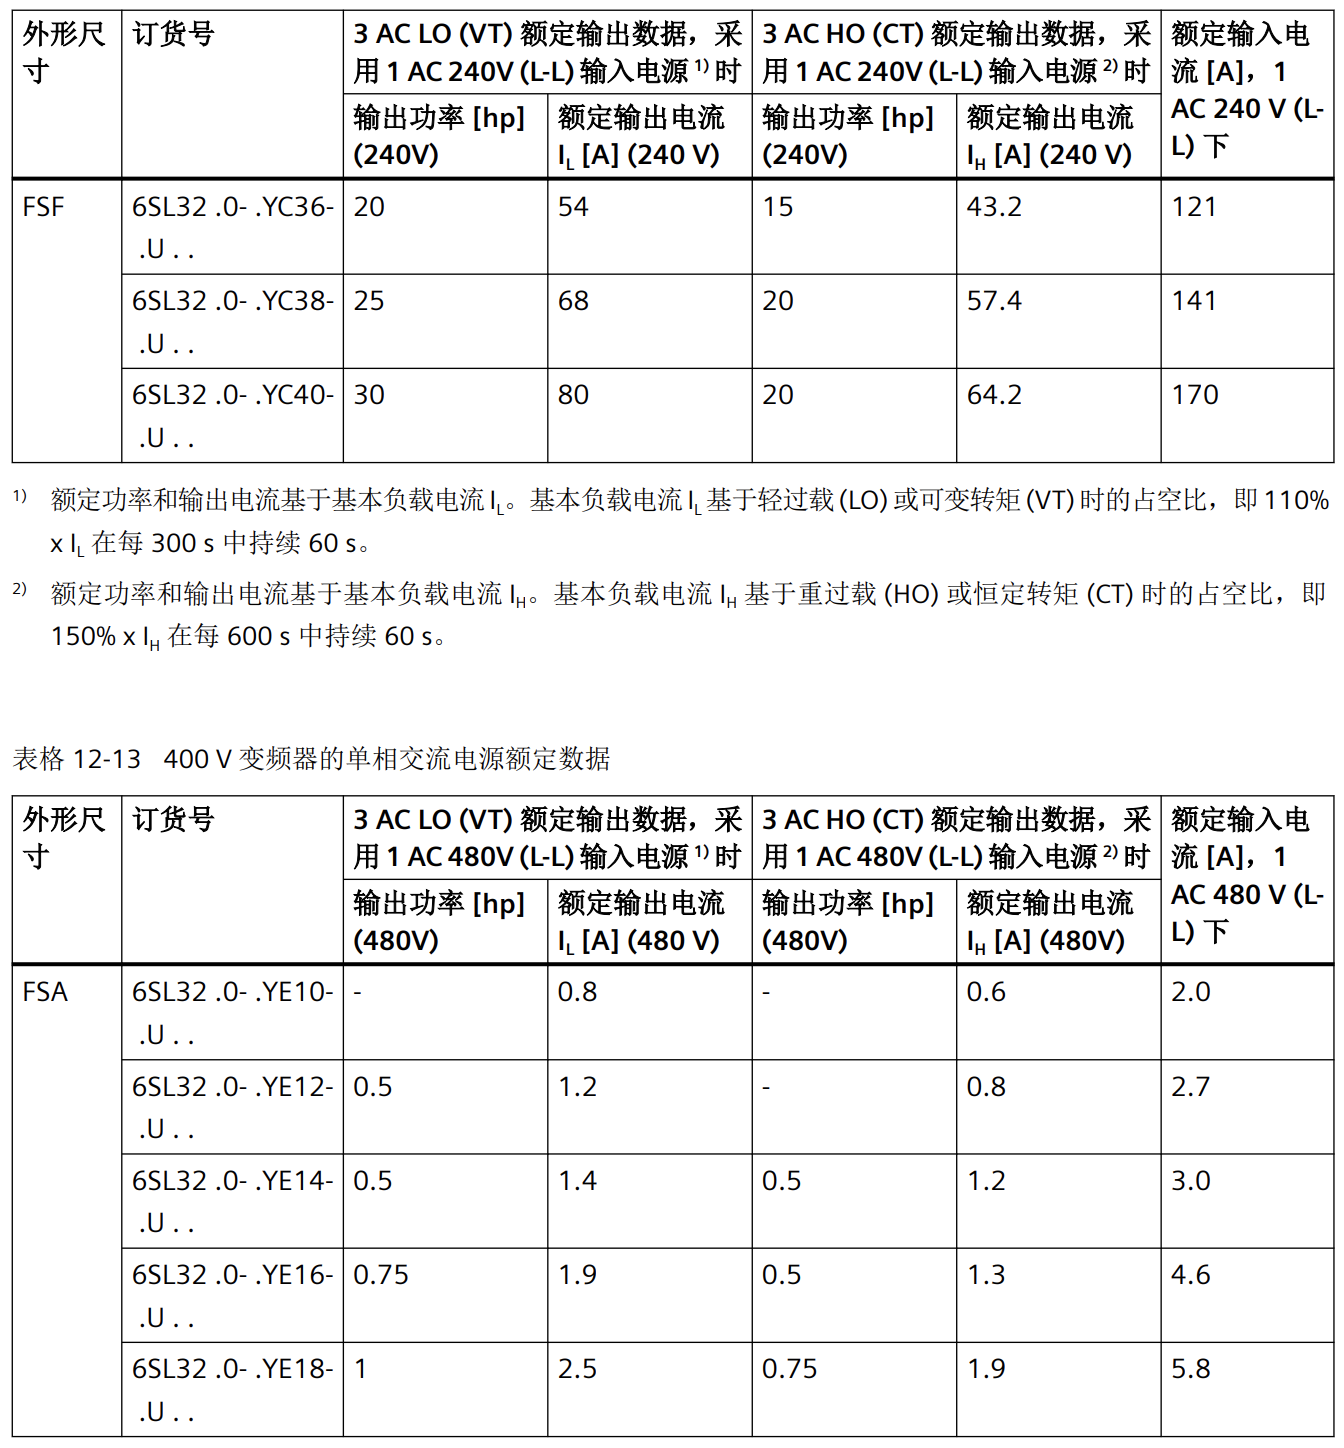 外形尺寸 订货号 3 AC LO (VT) 额定输出数据，采用 1 AC 240V (L-L) 输入电源 1) 时 3 AC HO (CT) 额定输出数据，采用 1 AC 240V (L-L) 输入电源 2) 时 额定输入电流 [A]，1 AC 240 V (L-L) 下
输出功率 [hp] (240V) 额定输出电流 IL [A] (240 V) 输出功率 [hp] (240V) 额定输出电流 IH [A] (240 V)
FSF 6SL32 .0- .YC36- .U . . 20 54 15 43.2 121
6SL32 .0- .YC38- .U . . 25 68 20 57.4 141
6SL32 .0- .YC40- .U . . 30 80 20 64.2 170
1) 额定功率和输出电流基于基本负载电流 IL。基本负载电流 IL 基于轻过载 (LO) 或可变转矩 (VT) 时的占空比，即 110%
x IL 在每 300 s 中持续 60 s。
2) 额定功率和输出电流基于基本负载电流 IH。基本负载电流 IH 基于重过载 (HO) 或恒定转矩 (CT) 时的占空比，即
150% x IH 在每 600 s 中持续 60 s。
表格 12-13 400 V 变频器的单相交流电源额定数据
外形尺寸 订货号 3 AC LO (VT) 额定输出数据，采用 1 AC 480V (L-L) 输入电源 1) 时 3 AC HO (CT) 额定输出数据，采用 1 AC 480V (L-L) 输入电源 2) 时 额定输入电流 [A]，1 AC 480 V (L-L) 下
输出功率 [hp] (480V) 额定输出电流 IL [A] (480 V) 输出功率 [hp] (480V) 额定输出电流 IH [A] (480V)
FSA 6SL32 .0- .YE10- .U . . - 0.8 - 0.6 2.0
6SL32 .0- .YE12- .U . . 0.5 1.2 - 0.8 2.7
6SL32 .0- .YE14- .U . . 0.5 1.4 0.5 1.2 3.0
6SL32 .0- .YE16- .U . . 0.75 1.9 0.5 1.3 4.6
6SL32 .0- .YE18- .U . . 1 2.5 0.75 1.9 5.8